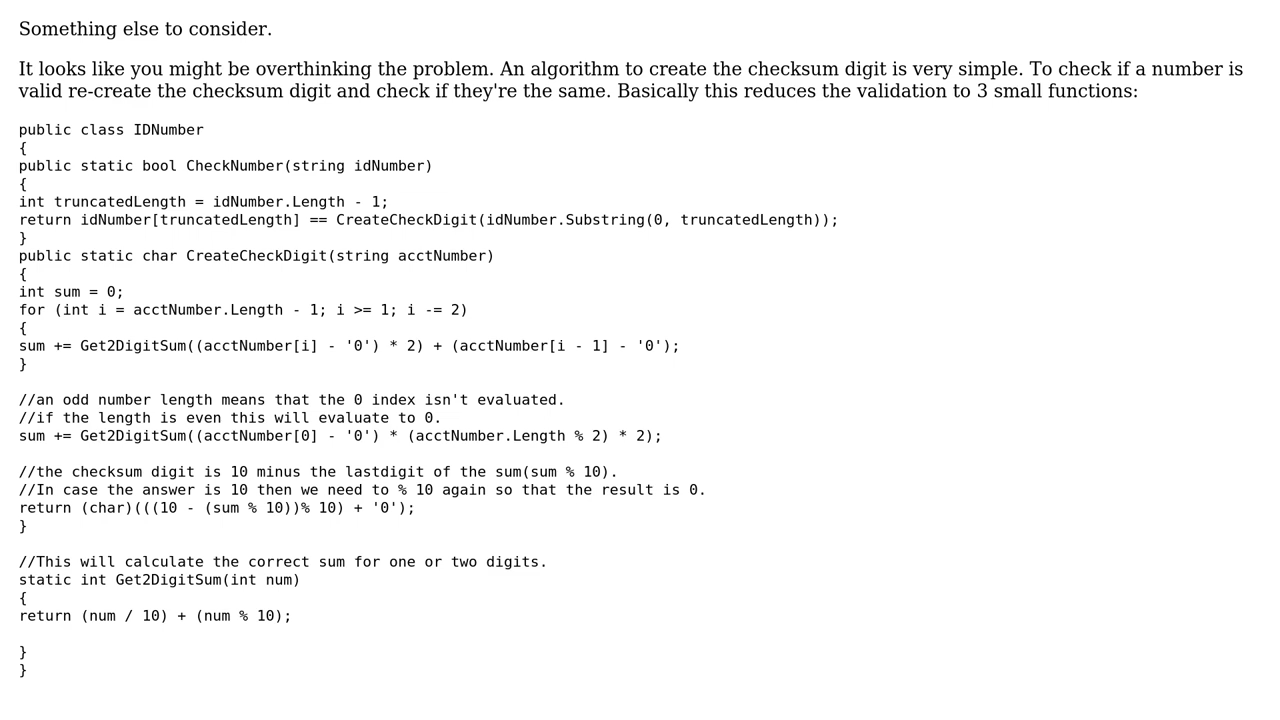 Something else to consider.
It looks like you might be overthinking the problem. An algorithm to create the checksum digit is very simple. To check if a number is
valid re-create the checksum digit and check if they're the same. Basically this reduces the validation to 3 small functions:
public class IDNumber
{
public static bool CheckNumber(string idNumber)
{
int truncatedLength = idNumber.Length - 1;
return idNumber[truncatedLength] == CreateCheckDigit(idNumber.Substring(0, truncatedLength));
}
public static char CreateCheckDigit(string acctNumber)
{
int sum = 0;
for (int i = acctNumber.Length - 1; i >= 1; i -= 2)
{
sum += Get2DigitSum((acctNumber[i] - '0') * 2) + (acctNumber[i - 1] - '0');
}
//an odd number length means that the 0 index isn't evaluated.
//if the length is even this will evaluate to 0.
sum += Get2DigitSum((acctNumber[0] - '0') * (acctNumber.Length % 2) * 2);
//the checksum digit is 10 minus the lastdigit of the sum(sum % 10).
//In case the answer is 10 then we need to % 10 again so that the result is 0.
return (char)(((10 - (sum % 10))% 10) + '0');
}
//This will calculate the correct sum for one or two digits.
static int Get2DigitSum(int num)
{
return (num / 10) + (num % 10);
}
}